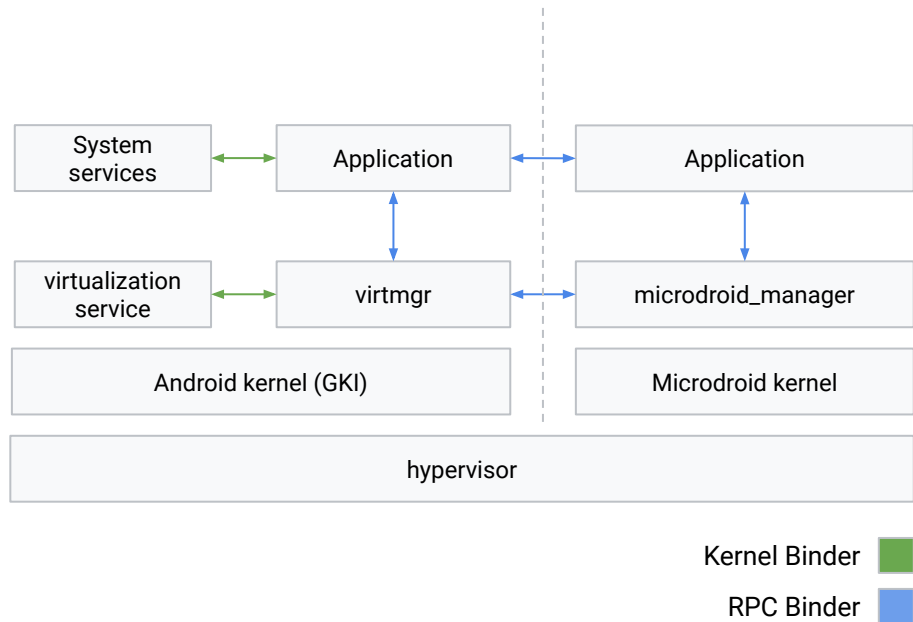 System
services
Application
Application
virtualization
service
virtmgr
microdroid_manager
Android kernel (GKI)
Microdroid kernel
hypervisor
Kernel Binder
RPC Binder